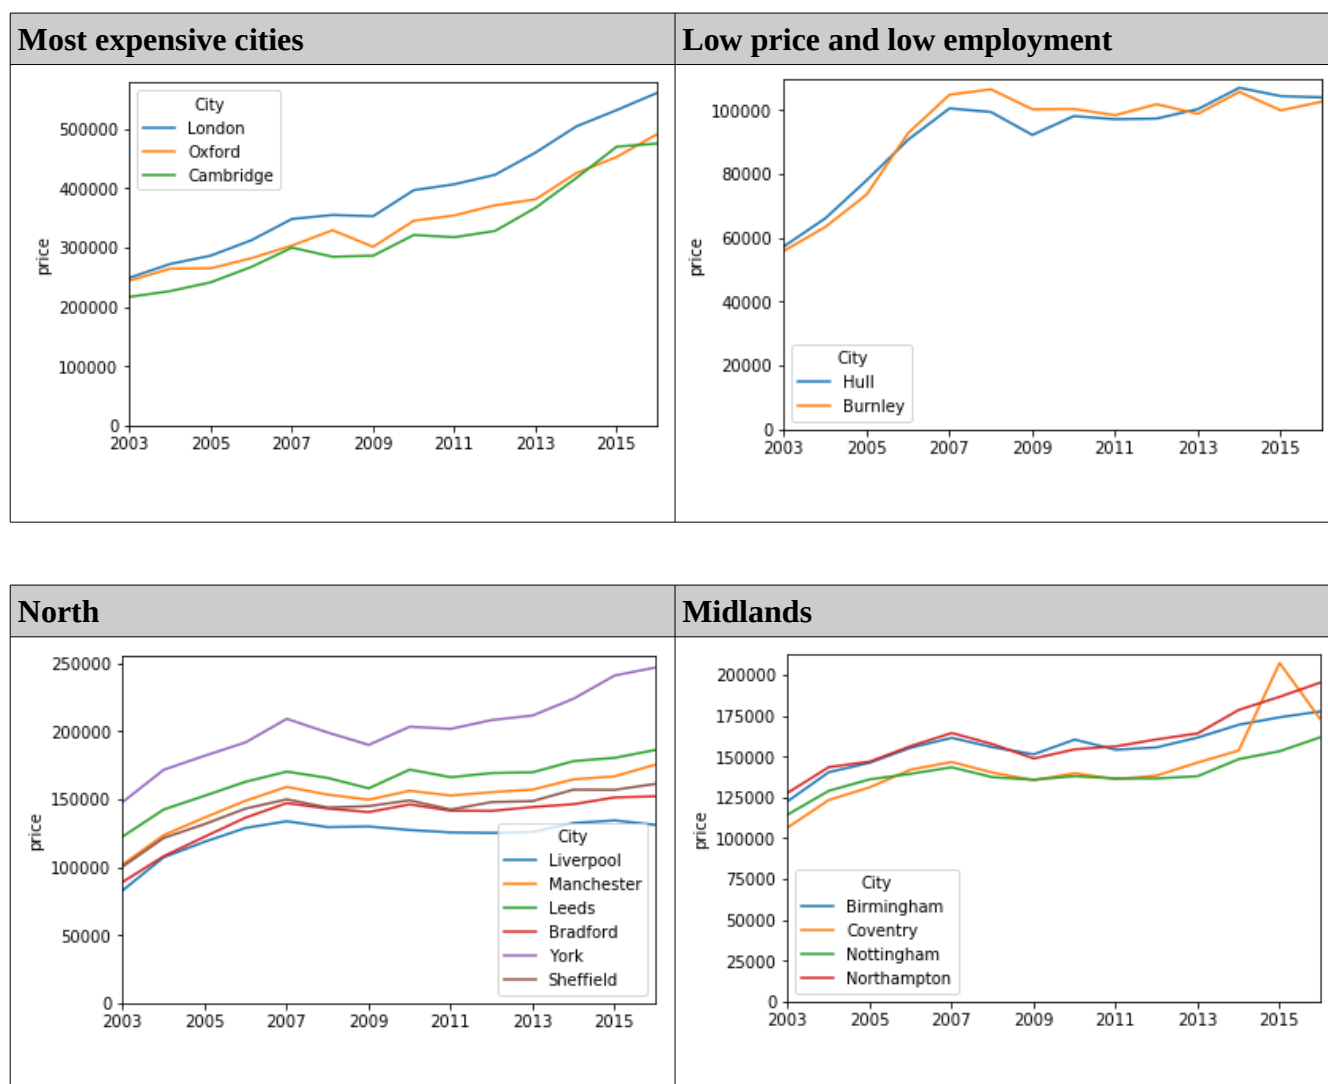 Most expensive cities
Low price and low employment
City
London
Oxford
Cambridge
price
500000
400000
300000
200000
100000
0
2003 2005 2007 2009 2011 2013 2015
City
Hull
Burnley
price
100000
80000
60000
40000
20000
0
2003 2005 2007 2009 2011 2013 2015
North
Midlands
price
250000
200000
150000
100000
50000
0
City
Liverpool
Manchester
Leeds
Bradford
York
Sheffield
2003 2005 2007 2009 2011 2013 2015
price
200000
175000
150000
125000
100000
75000
50000
25000
0
City
Birmingham
Coventry
Nottingham
Northampton
2003 2005 2007 2009 2011 2013 2015